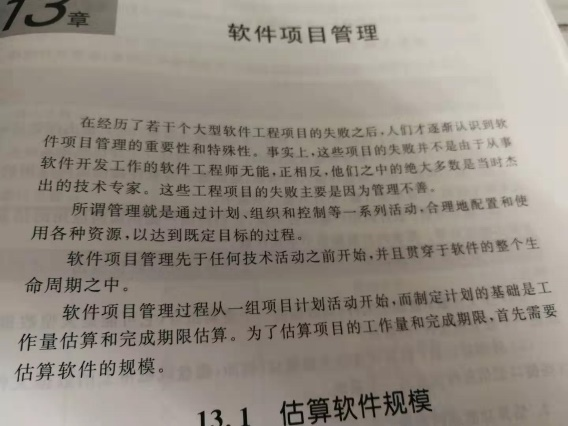 13章
软件项目管理
在经历了若干个大型软件工程项目的失败之后,人们才逐渐认识到软
件项目管理的重要性和特殊性。事实上,这些项目的失败并不是由于从事
软件开发工作的软件工程师无能,正相反,他们之中的绝大多数是当时杰
出的技术专家。这些工程项目的失败主要是因为管理不善。
所谓管理就是通过计划、组织和控制等一系列活动,合理地配置和使
用各种资源,以达到既定目标的过程。
软件项目管理先于任何技术活动之前开始,并且贯穿于软件的整个生
命周期之中。
软件项目管理过程从一组项目计划活动开始,而制定计划的基础是工
作量估算和完成期限估算。为了估算项目的工作量和完成期限,首先需要
估算软件的规模。
13.1 估算软件规模